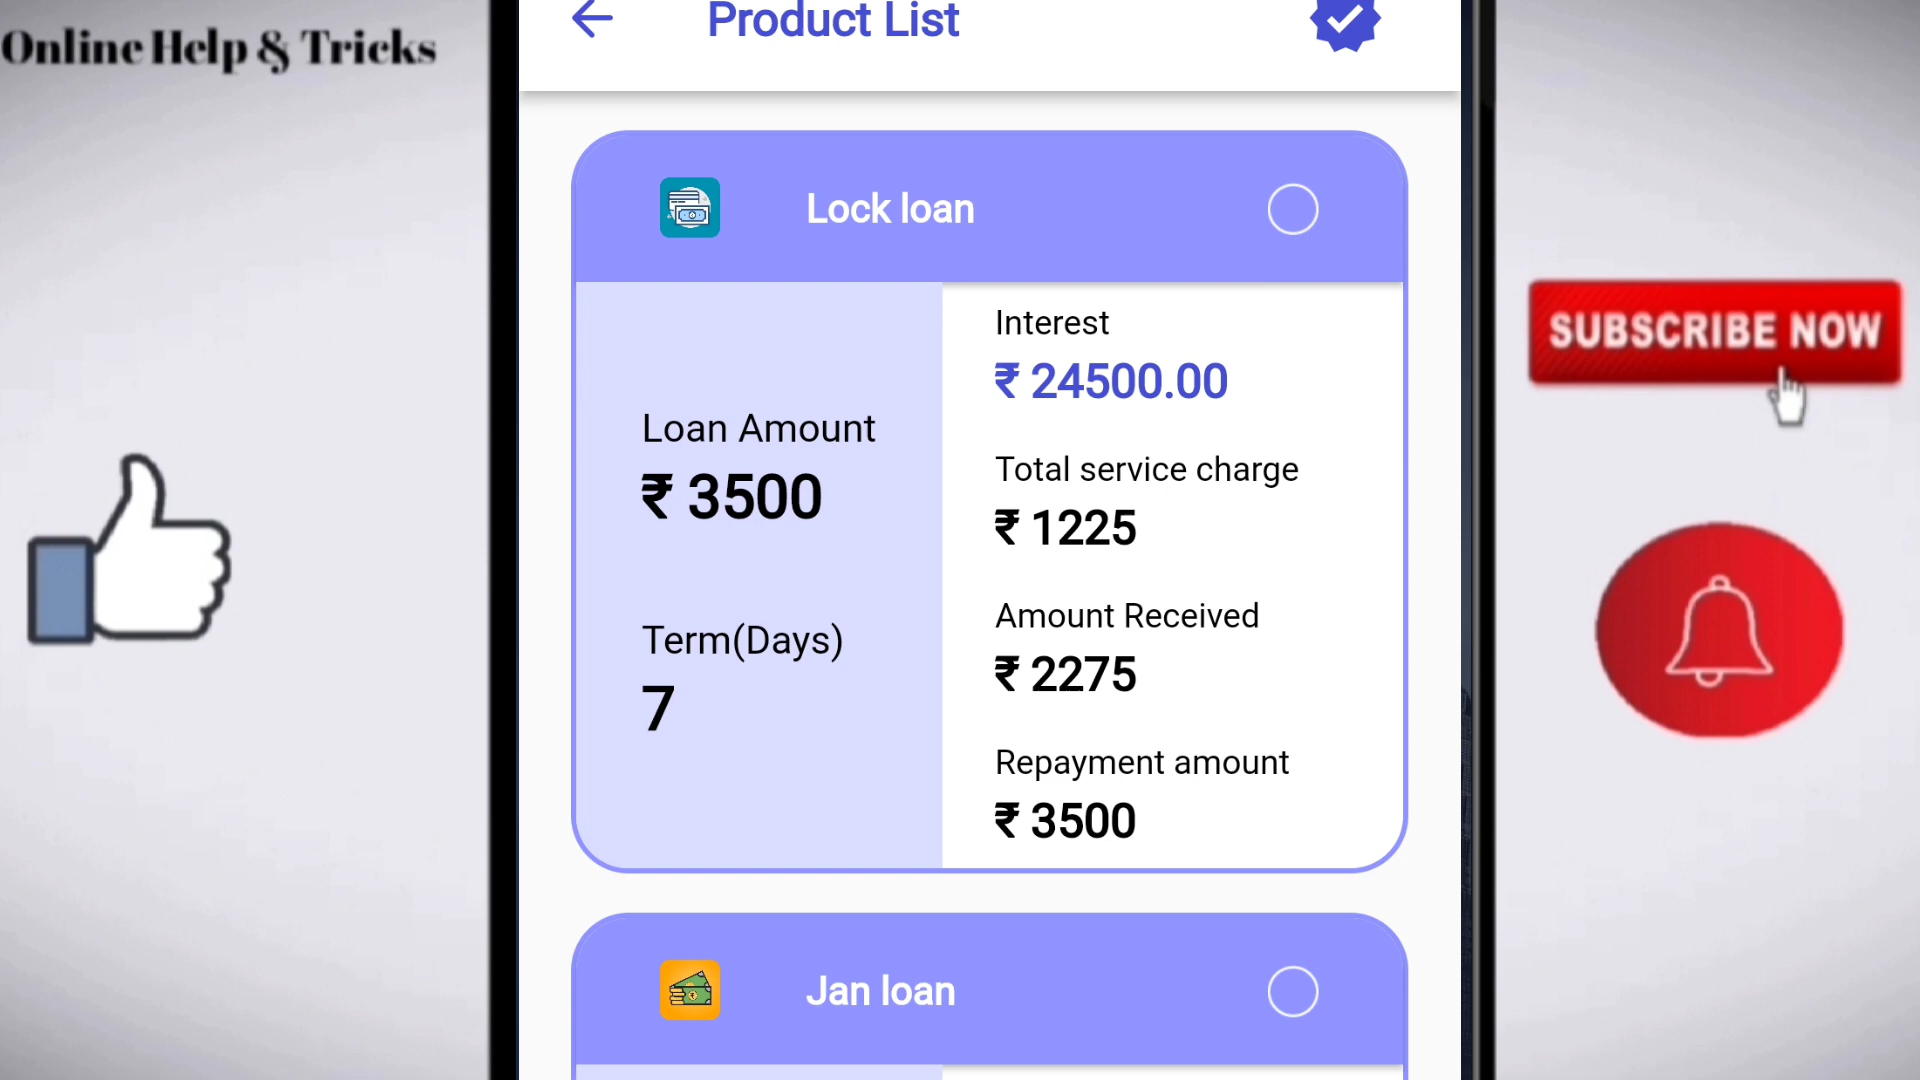 Online Help & Tricks
Product List
Lock loan
Loan Amount
₹ 3500
Term(Days)
7
Interest
₹ 24500.00
Total service charge
₹ 1225
Amount Received
₹ 2275
Repayment amount
₹ 3500
Jan loan
SUBSCRIBE NOW